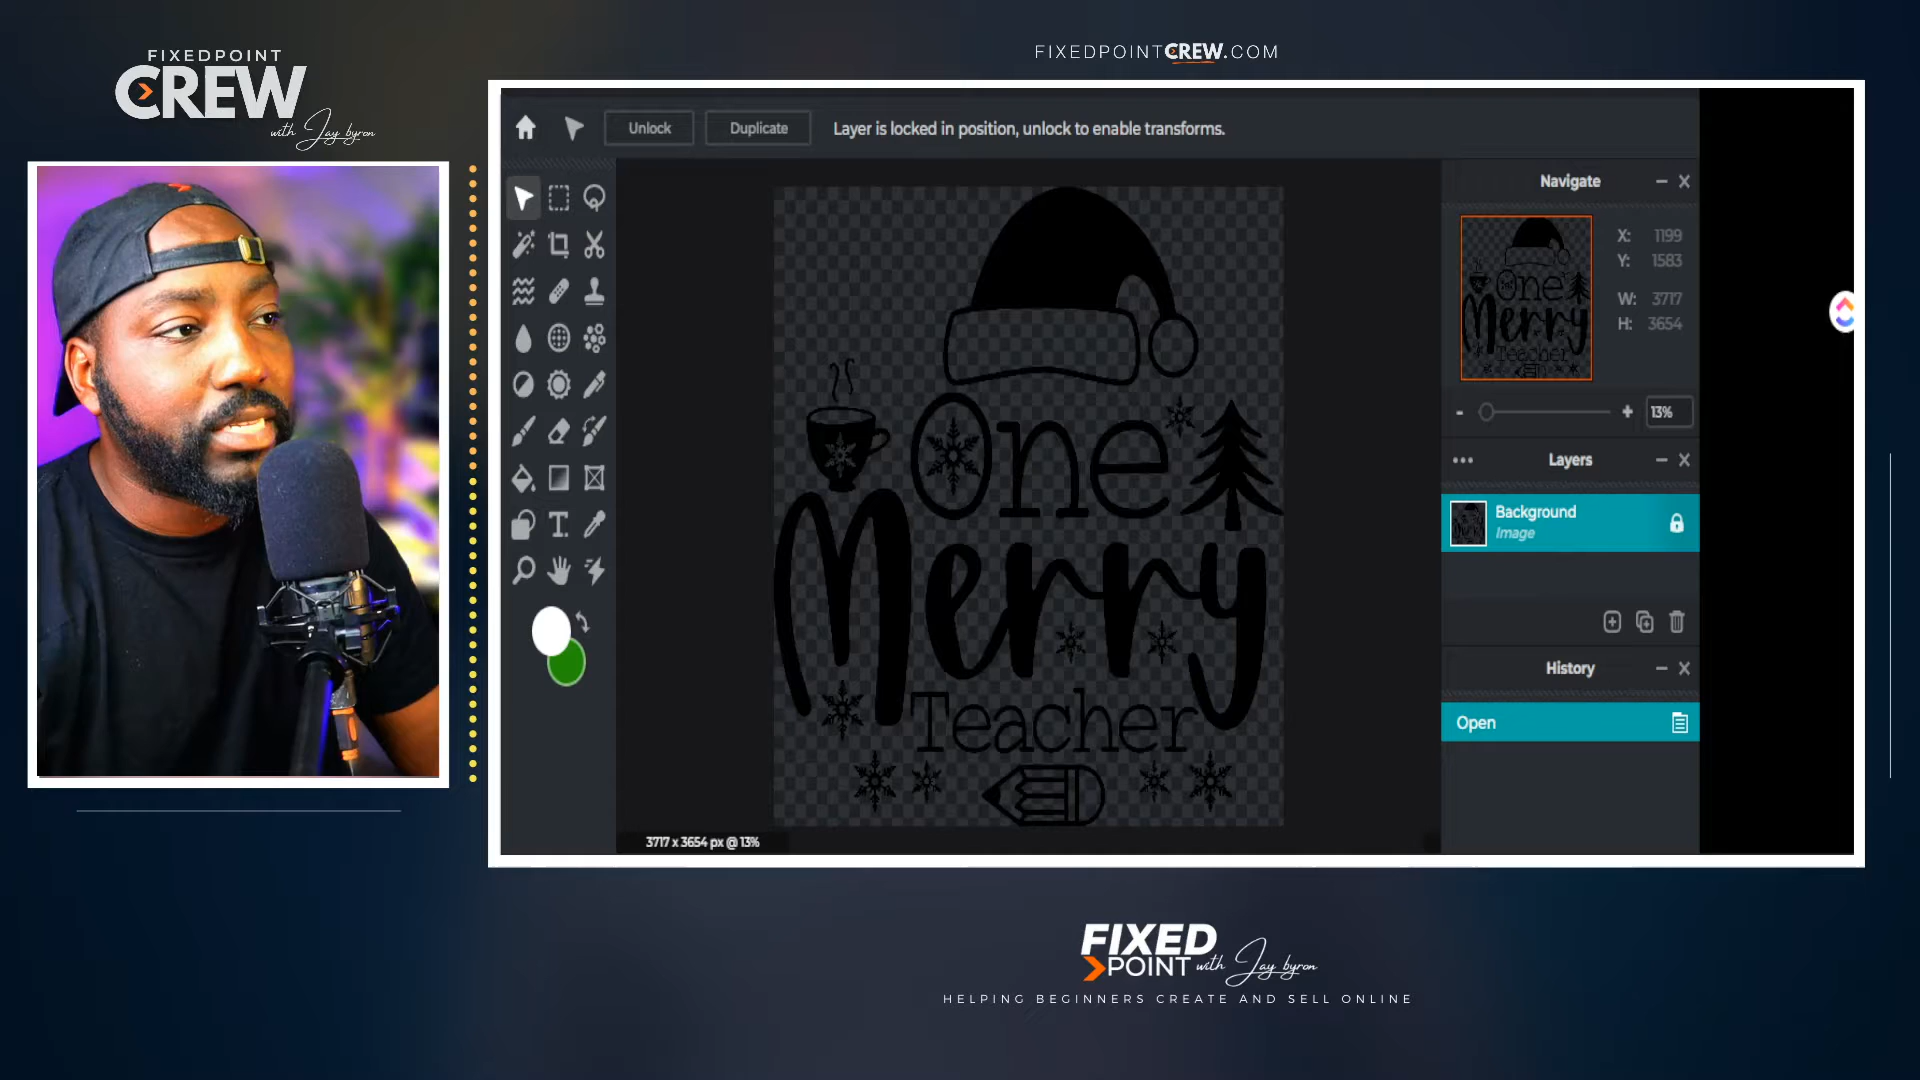 FIXEDPOINT
CREW
with Jay byron
FIXEDPOINTCREW.COM
Unlock
Duplicate
Layer is locked in position, unlock to enable transforms.
Navigate
X: 1199
Y: 1583
W: 3717
H: 3654
13%
Layers
Background
Image
History
Open
One
Merry
Teacher
T.
3717 x 3654 px @ 13%
FIXED
POINT with Jay byron
HELPING BEGINNERS CREATE AND SELL ONLINE